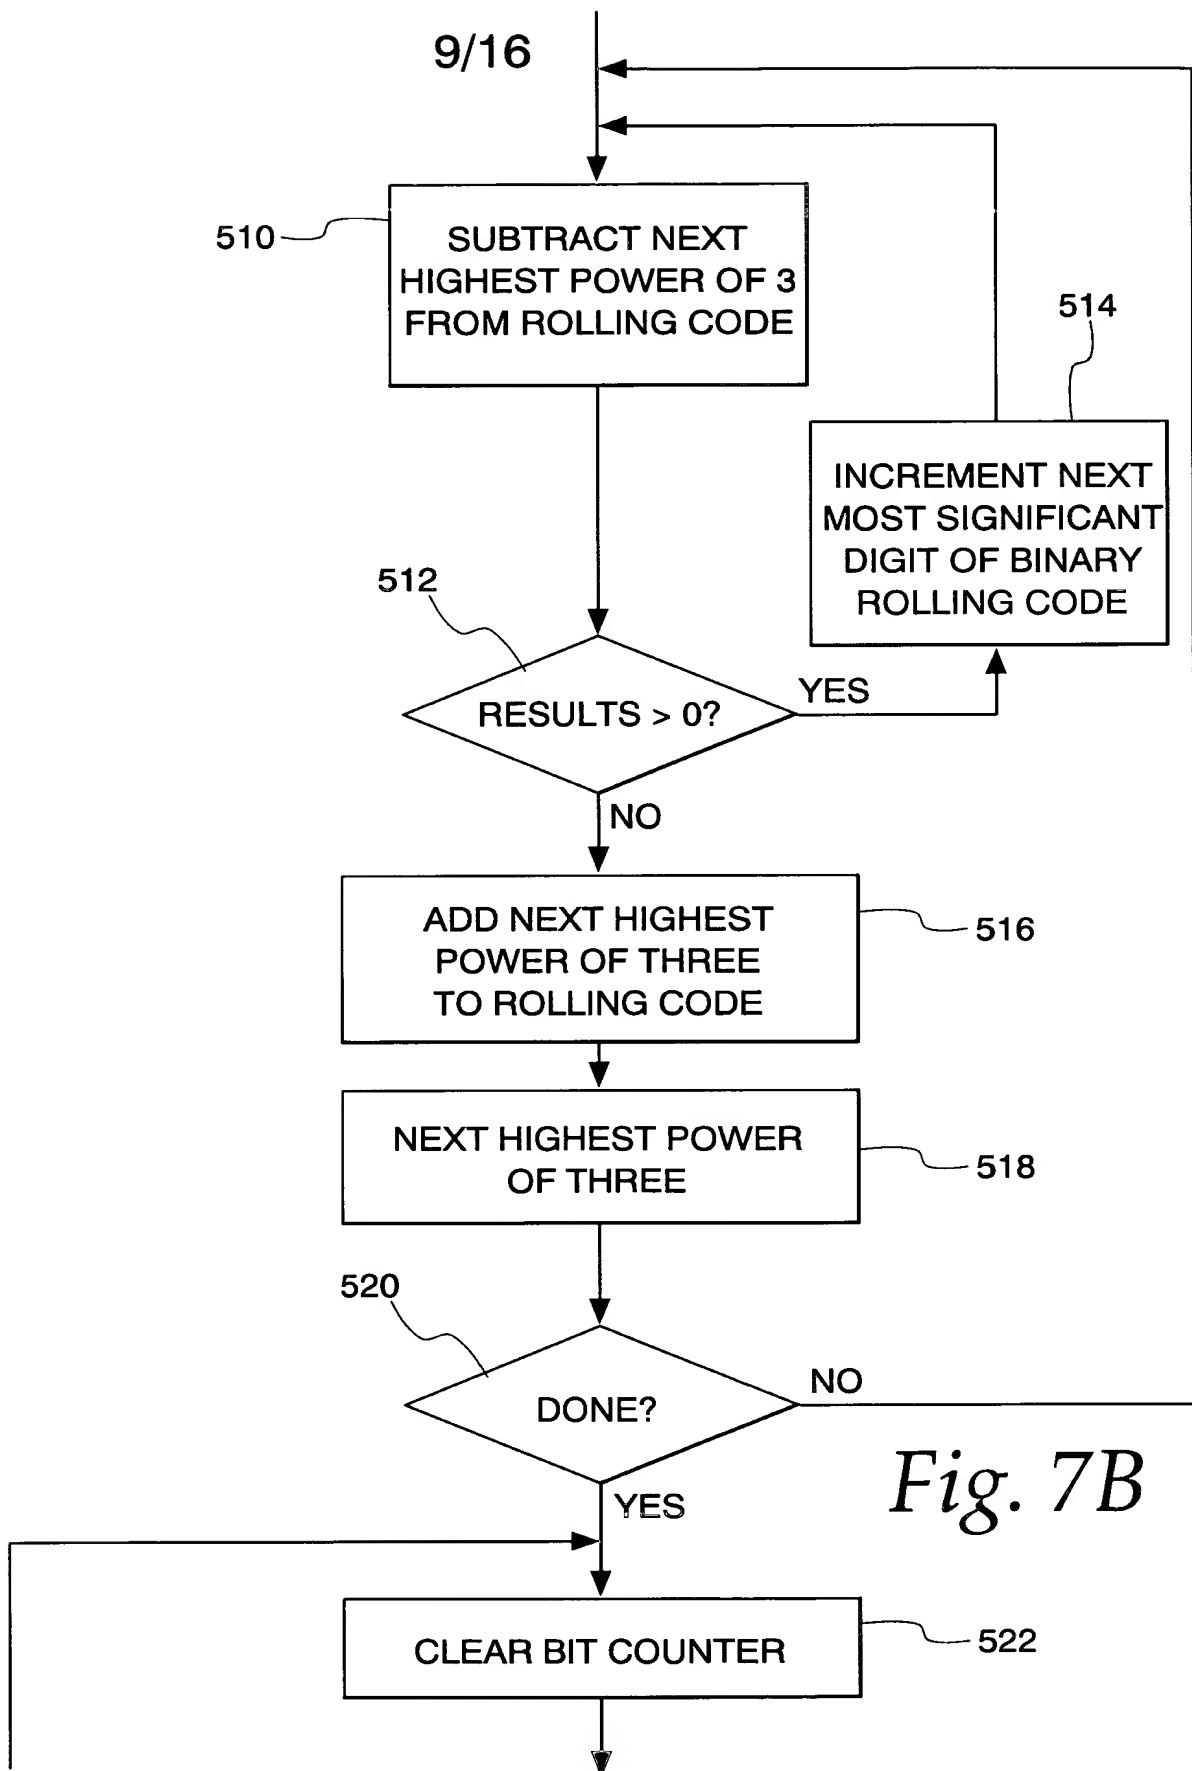 9/16
510
SUBTRACT NEXT
HIGHEST POWER OF 3
FROM ROLLING CODE
514
INCREMENT NEXT
MOST SIGNIFICANT
DIGIT OF BINARY
ROLLING CODE
512
RESULTS > 0?
YES
NO
ADD NEXT HIGHEST
POWER OF THREE
TO ROLLING CODE
516
NEXT HIGHEST POWER
OF THREE
518
520
DONE?
NO
YES
Fig. 7B
CLEAR BIT COUNTER
522